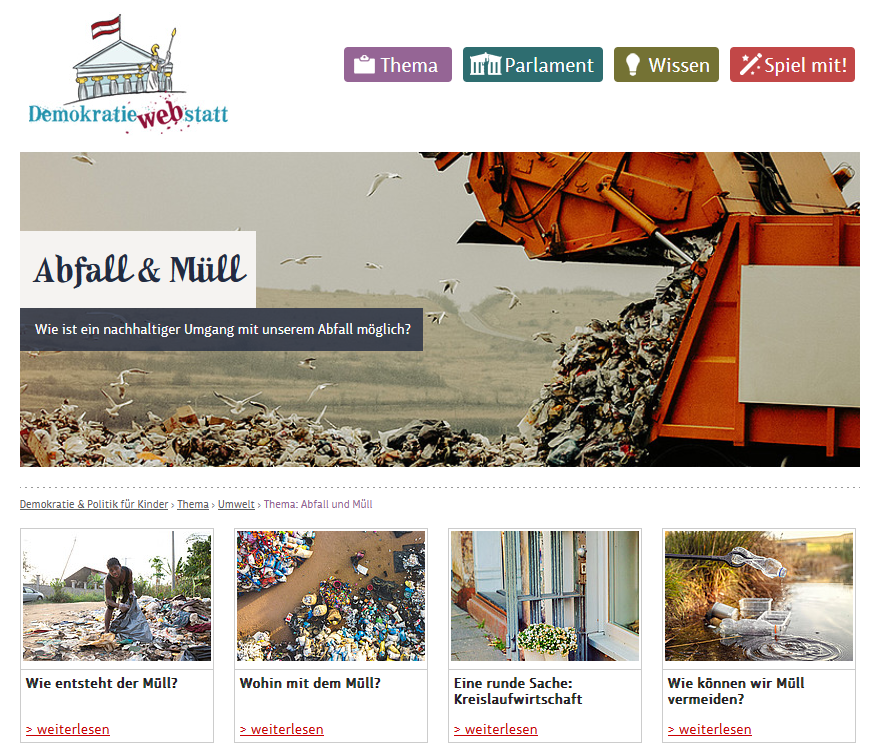 Demokratiewebstatt
Thema
Parlament
Wissen
Spiel mit!
Abfall & Müll
Wie ist ein nachhaltiger Umgang mit unserem Abfall möglich?
Demokratie & Politik für Kinder › Thema › Umwelt › Thema: Abfall und Müll
Wie entsteht der Müll?
> weiterlesen
Wohin mit dem Müll?
> weiterlesen
Eine runde Sache:
Kreislaufwirtschaft
> weiterlesen
Wie können wir Müll
vermeiden?
> weiterlesen